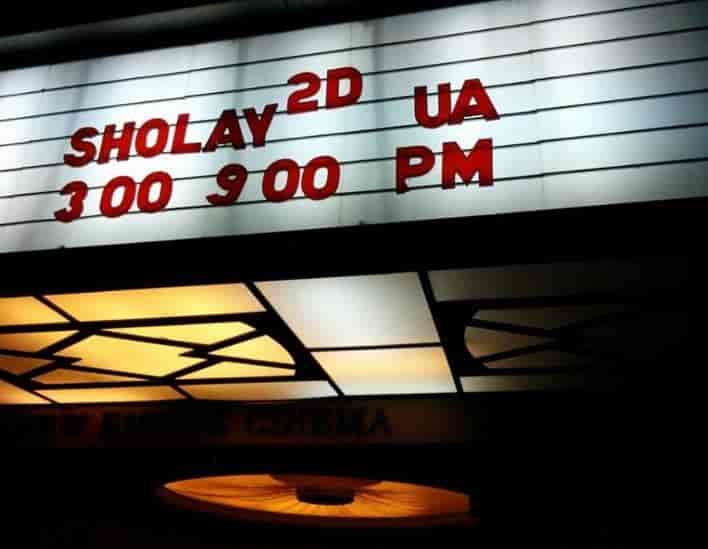 SHOLAY 2D UA
3 00 9 00 PM
CINEMA